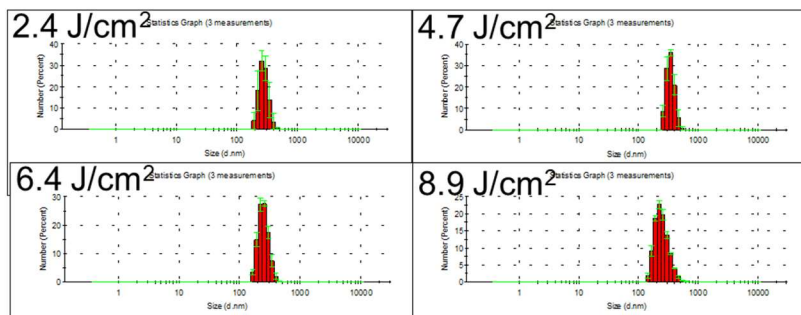 2.4 J/cm²
Statistics Graph (3 measurements)
40
30
20
10
0
Number (Percent)
1 10 100 1000 10000
Size (d.nm)
4.7 J/cm²
Statistics Graph (3 measurements)
40
30
20
10
0
Number (Percent)
1 10 100 1000 10000
Size (d.nm)
6.4 J/cm²
Statistics Graph (3 measurements)
30
20
10
0
Number (Percent)
1 10 100 1000 10000
Size (d.nm)
8.9 J/cm²
Statistics Graph (3 measurements)
25
20
15
10
5
0
Number (Percent)
1 10 100 1000 10000
Size (d.nm)